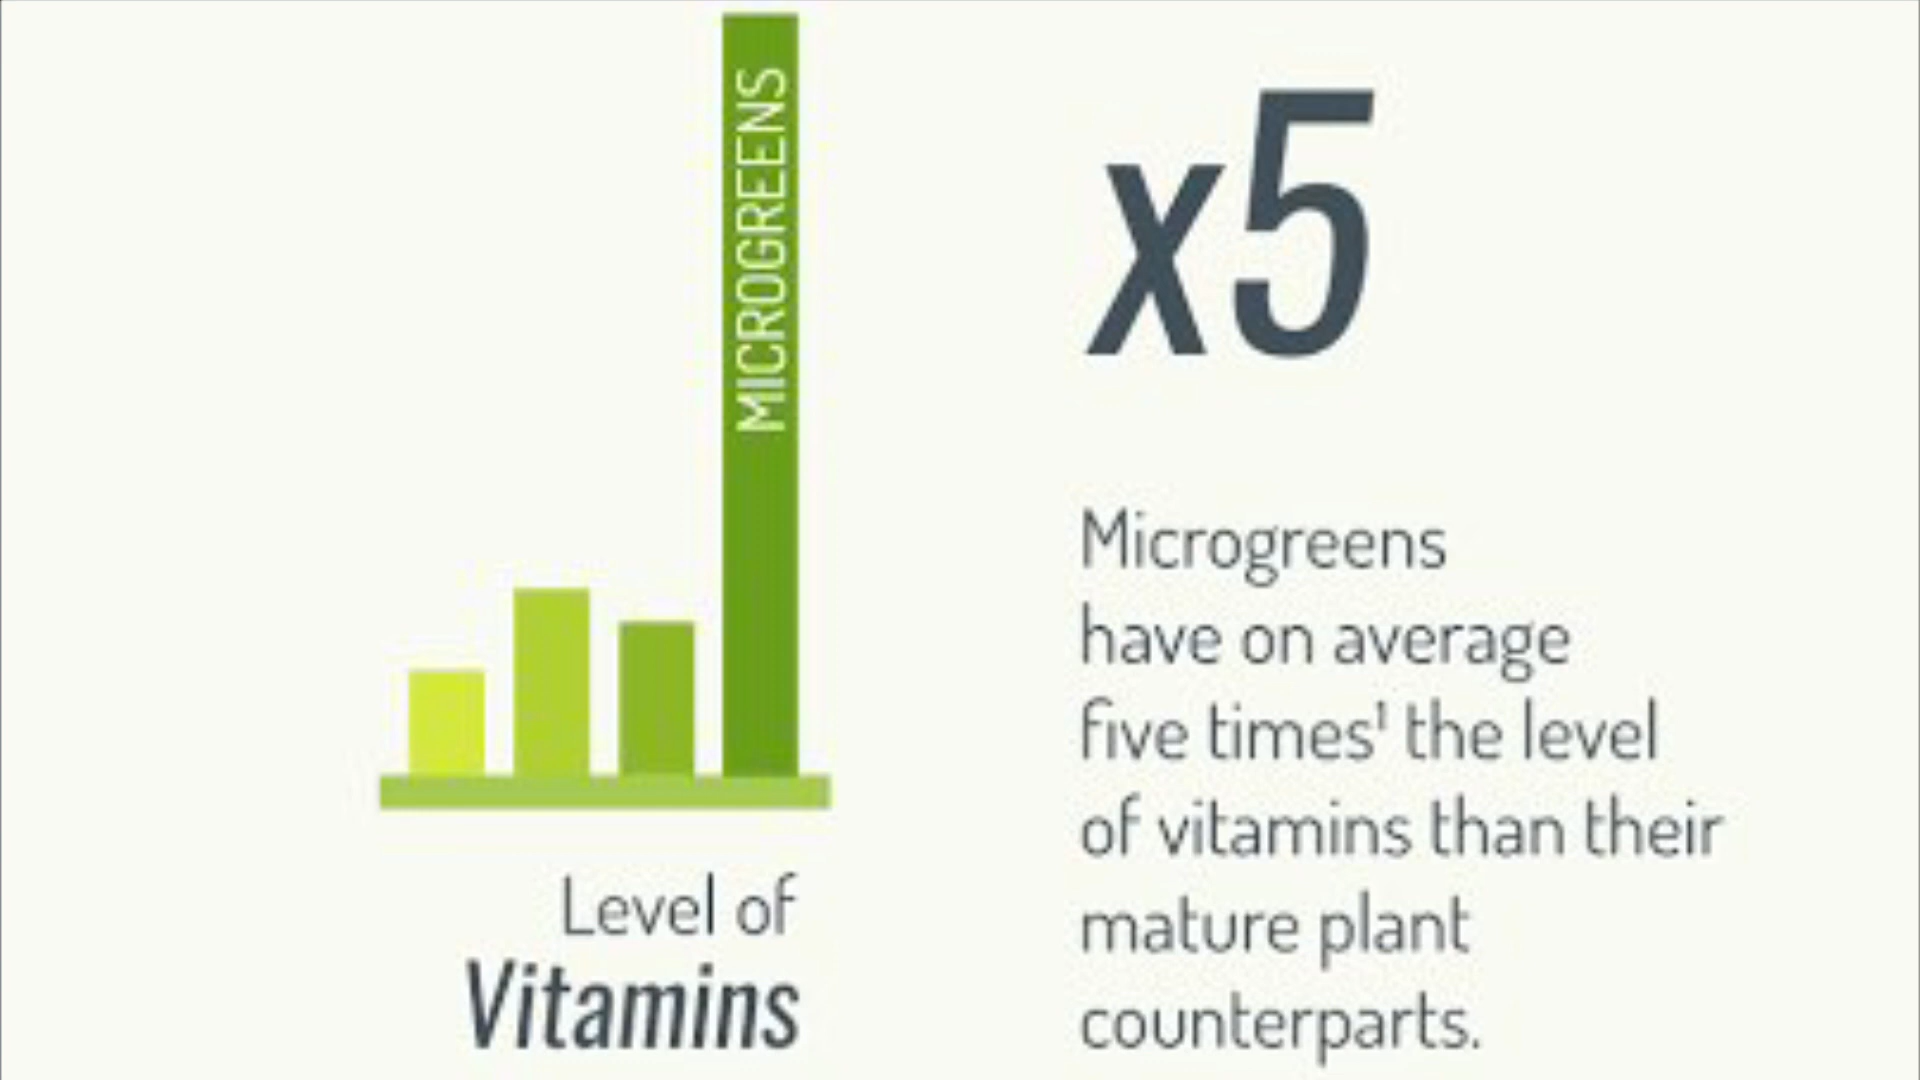 MICROGREENS
Level of
Vitamins
x5
Microgreens
have on average
five times¹ the level
of vitamins than their
mature plant
counterparts.